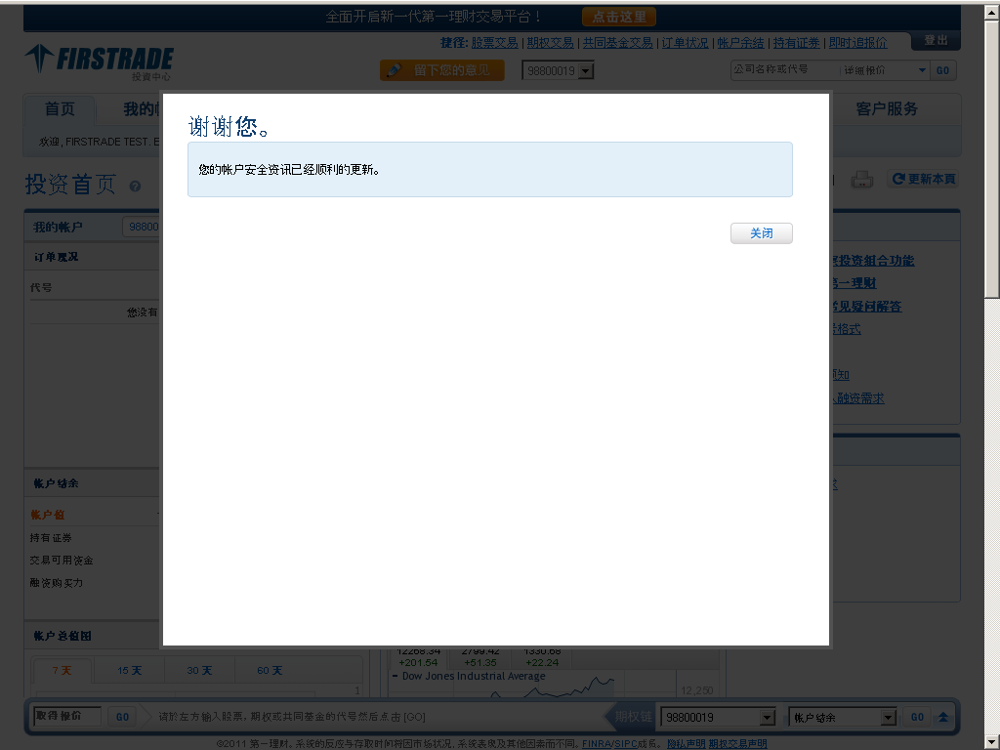 全面开启新一代第一理财交易平台！ 点击这里
捷径: 股票交易 | 期权交易 | 共同基金交易 | 订单状况 | 帐户余结 | 持有证券 | 即时追报价 登出
FIRSTRADE
投资中心
留下您的意见 98800019 公司名称或代号 详细报价 GO
首页 我的帐 客户服务
欢迎, FIRSTRADE TEST. E
投资首页 ? 更新本頁
谢谢您。
您的帐户安全资讯已经顺利的更新。
关闭
我的帐户 98800
订单现况
代号
您没有
投资组合功能
第一理财
常见疑问解答
格式
须知
融资需求
帐户结余
帐户值
持有证券
交易可用资金
融资购买力
帐户总值图
7 天 15 天 30 天 60 天
1
12268.34 2799.42 1330.68
+201.54 +51.35 +22.24
Dow Jones Industrial Average
12,250
取得报价 GO 请於左方输入股票, 期权或共同基金的代号然后点击 [GO] 期权链 98800019 帐户结余 GO
©2011 第一理财. 系统的反应与存取时间将因市场状况, 系统表现及其他因素而不同。 FINRA/SIPC成员。 隐私声明 期权交易声明